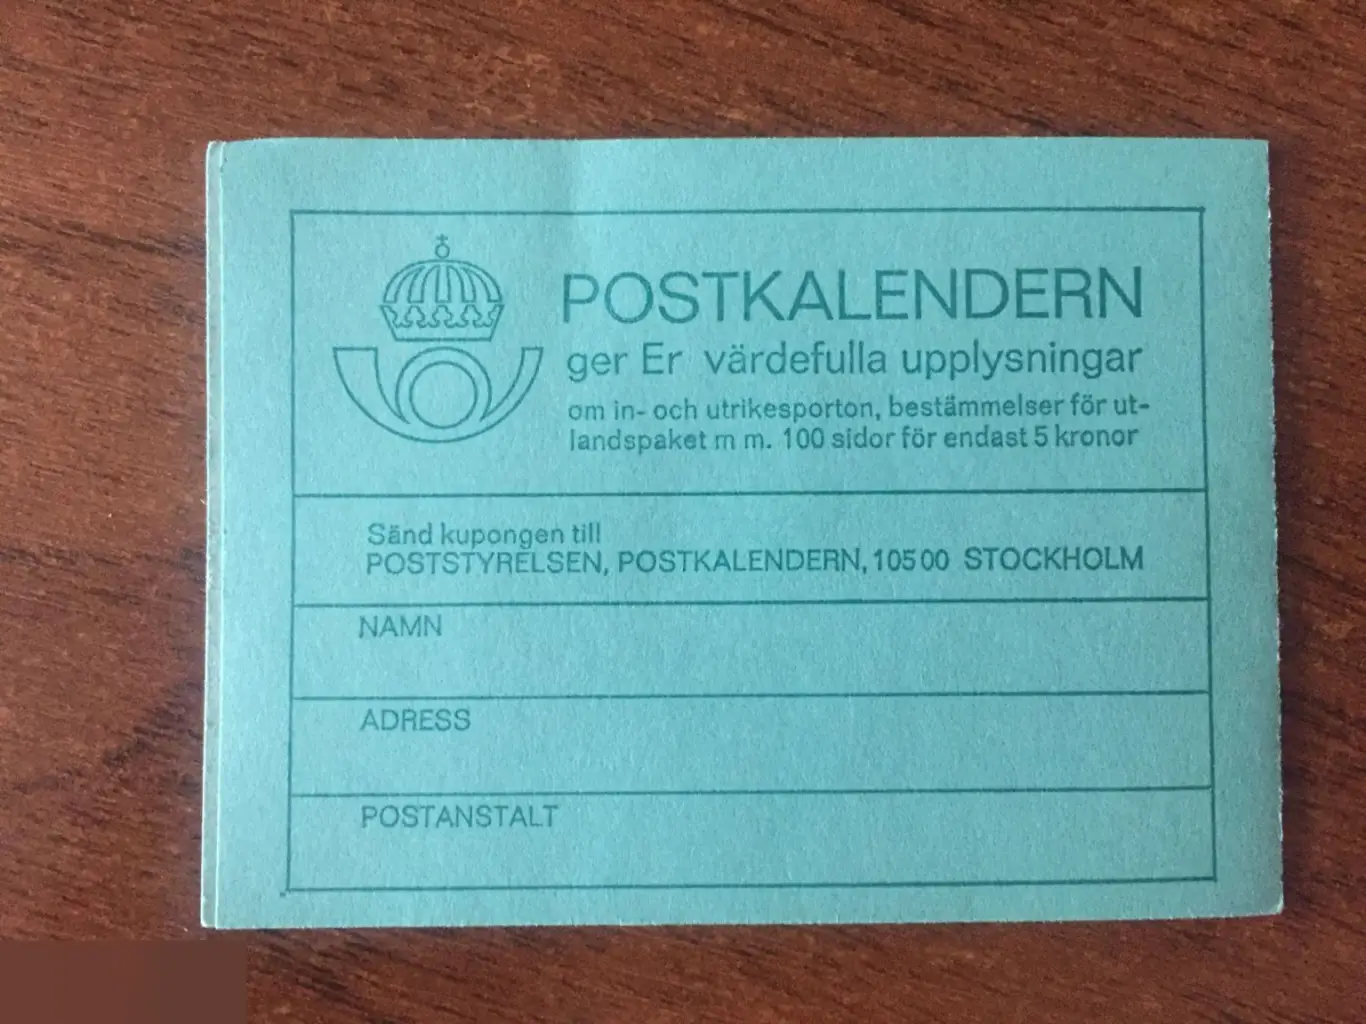 POSTKALENDERN
ger Er värdefulla upplysningar
om in- och utrikesporton, bestämmelser för ut-
landspaket m m. 100 sidor för endast 5 kronor
Sänd kupongen till
POSTSTYRELSEN, POSTKALENDERN, 105 00 STOCKHOLM
NAMN
ADRESS
POSTANSTALT